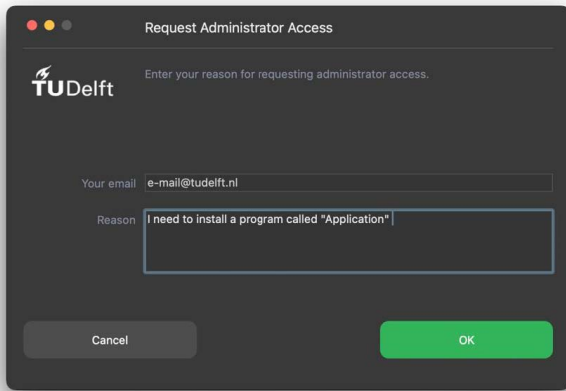 Request Administrator Access
TUDelft
Enter your reason for requesting administrator access.
Your email e-mail@tudelft.nl
Reason I need to install a program called "Application"
Cancel OK